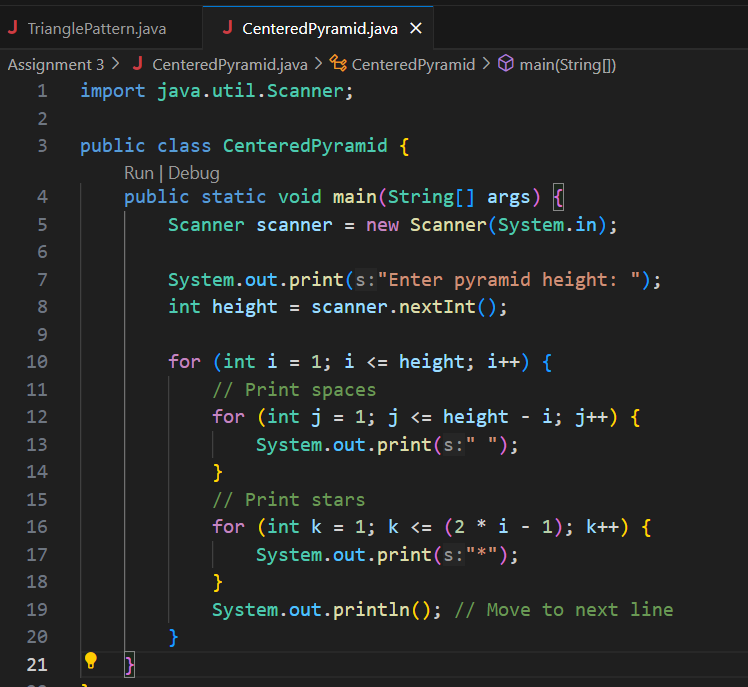 J TrianglePattern.java J CenteredPyramid.java ×
Assignment 3 > J CenteredPyramid.java > CenteredPyramid > main(String[])
1 import java.util.Scanner;
2
3 public class CenteredPyramid {
Run | Debug
4 public static void main(String[] args) {
5 Scanner scanner = new Scanner(System.in);
6
7 System.out.print(s:"Enter pyramid height: ");
8 int height = scanner.nextInt();
9
10 for (int i = 1; i <= height; i++) {
11 // Print spaces
12 for (int j = 1; j <= height - i; j++) {
13 System.out.print(s:" ");
14 }
15 // Print stars
16 for (int k = 1; k <= (2 * i - 1); k++) {
17 System.out.print(s:"*");
18 }
19 System.out.println(); // Move to next line
20 }
21 }